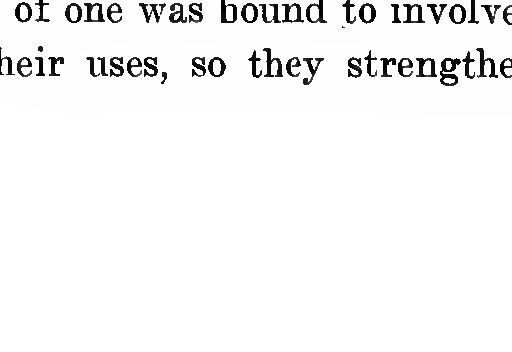 of one was bound to involve
heir uses, so they strengthe